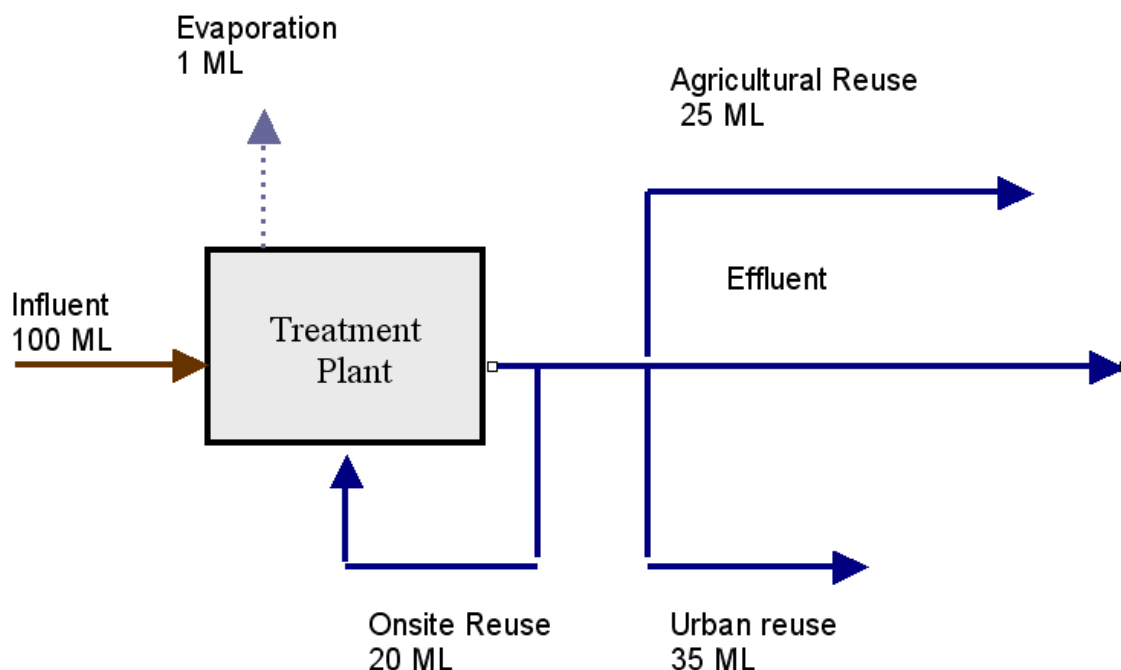 Evaporation
1 ML
Agricultural Reuse
25 ML
Effluent
Influent
100 ML
Treatment
Plant
Onsite Reuse
20 ML
Urban reuse
35 ML